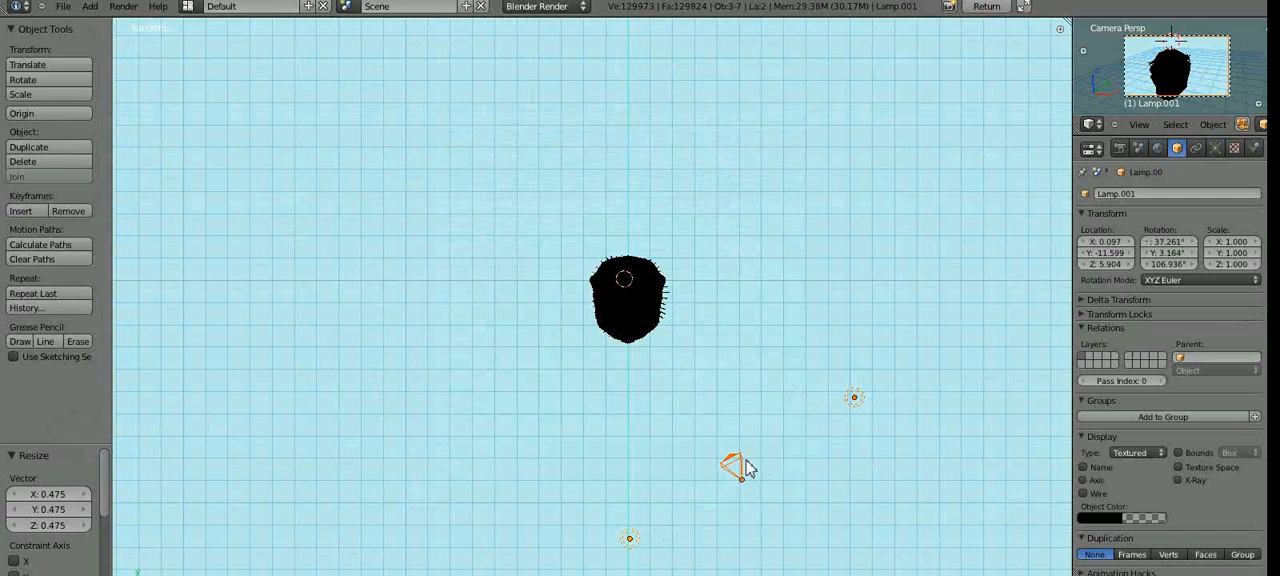 File Add Render Help Default Scene Blender Render Ve:129973 | Fa:129824 | Ob:3-7 | La:2 | Mem:29.38M (30.17M) | Lamp.001 Return
Object Tools
Transform:
Translate
Rotate
Scale
Origin
Object:
Duplicate
Delete
Join
Keyframes:
Insert Remove
Motion Paths:
Calculate Paths
Clear Paths
Repeat:
Repeat Last
History...
Grease Pencil:
Draw Line Erase
Use Sketching Se
Resize
Vector
X: 0.475
Y: 0.475
Z: 0.475
Constraint Axis
X
y
Camera Persp
(1) Lamp.001
View Select Object
Lamp.00
Lamp.001
Transform
Location: Rotation: Scale:
X: 0.097 : 37.261° X: 1.000
Y: -11.599 Y: 3.164° Y: 1.000
Z: 5.904 106.936° Z: 1.000
Rotation Mode: XYZ Euler
Delta Transform
Transform Locks
Relations
Layers: Parent:
Object
Pass Index: 0
Groups
Add to Group
Display
Type: Textured Bounds Box
Name Texture Space
Axis X-Ray
Wire
Object Color:
Duplication
None Frames Verts Faces Group
Animation Hacks